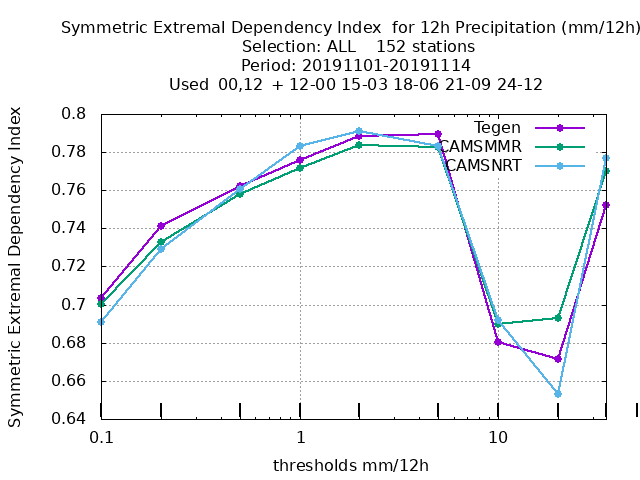 Symmetric Extremal Dependency Index  for 12h Precipitation (mm/12h)
Selection: ALL    152 stations
Period: 20191101-20191114
Used  00,12  + 12-00 15-03 18-06 21-09 24-12
Symmetric Extremal Dependency Index
0.8
0.78
0.76
0.74
0.72
0.7
0.68
0.66
0.64
Tegen
CAMSMMR
CAMSNRT
0.1 1 10
thresholds mm/12h